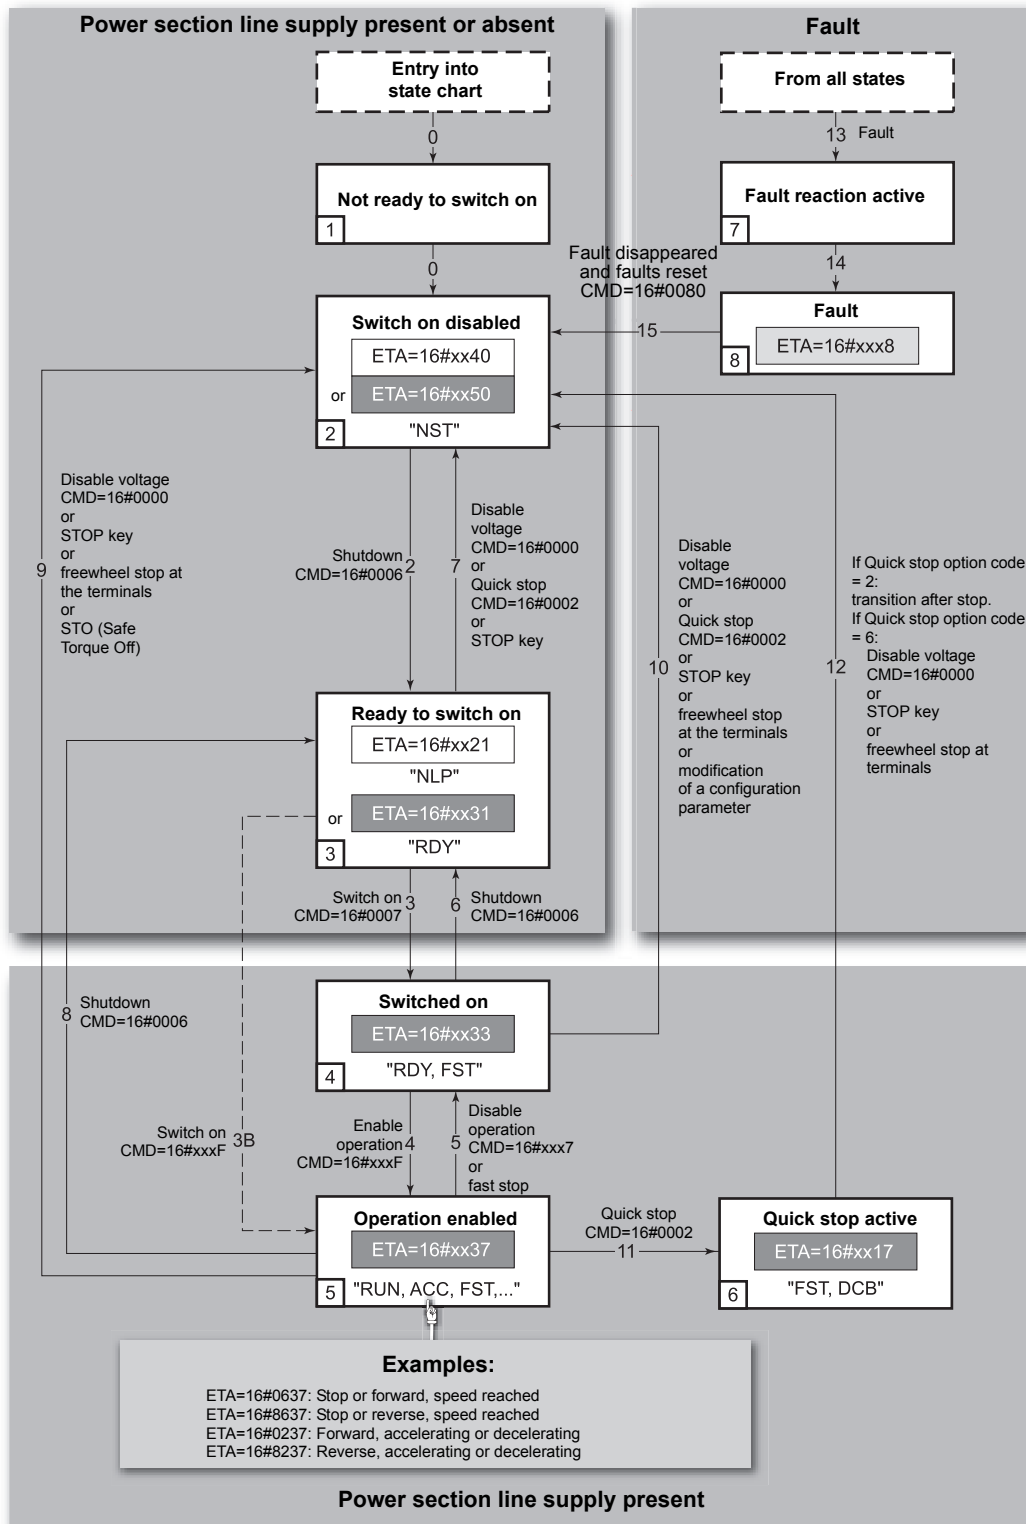 Power section line supply present or absent
Entry into
state chart
0
Not ready to switch on
1
0
Switch on disabled
ETA=16#xx40
or ETA=16#xx50
2 "NST"
Disable voltage
CMD=16#0000
or
STOP key
or
freewheel stop at
the terminals
or
STO (Safe
Torque Off)
9
Shutdown
CMD=16#0006
2
7
Disable
voltage
CMD=16#0000
or
Quick stop
CMD=16#0002
or
STOP key
Ready to switch on
ETA=16#xx21
"NLP"
or ETA=16#xx31
3 "RDY"
Switch on
CMD=16#0007
3
6
Shutdown
CMD=16#0006
Fault
From all states
13 Fault
Fault reaction active
7
14
Fault disappeared
and faults reset
CMD=16#0080
15
Fault
ETA=16#xxx8
8
Disable
voltage
CMD=16#0000
or
Quick stop
CMD=16#0002
or
STOP key
or
freewheel stop
at the terminals
or
modification
of a configuration
parameter
10
12
If Quick stop option code
= 2:
transition after stop.
If Quick stop option code
= 6:
Disable voltage
CMD=16#0000
or
STOP key
or
freewheel stop at
terminals
Switched on
ETA=16#xx33
4 "RDY, FST"
8 Shutdown
CMD=16#0006
Switch on
CMD=16#xxxF
3B
Enable
operation
CMD=16#xxxF
4
5
Disable
operation
CMD=16#xxx7
or
fast stop
Operation enabled
ETA=16#xx37
5 "RUN, ACC, FST,..."
Quick stop
CMD=16#0002
11
Quick stop active
ETA=16#xx17
6 "FST, DCB"
Examples:
ETA=16#0637: Stop or forward, speed reached
ETA=16#8637: Stop or reverse, speed reached
ETA=16#0237: Forward, accelerating or decelerating
ETA=16#8237: Reverse, accelerating or decelerating
Power section line supply present